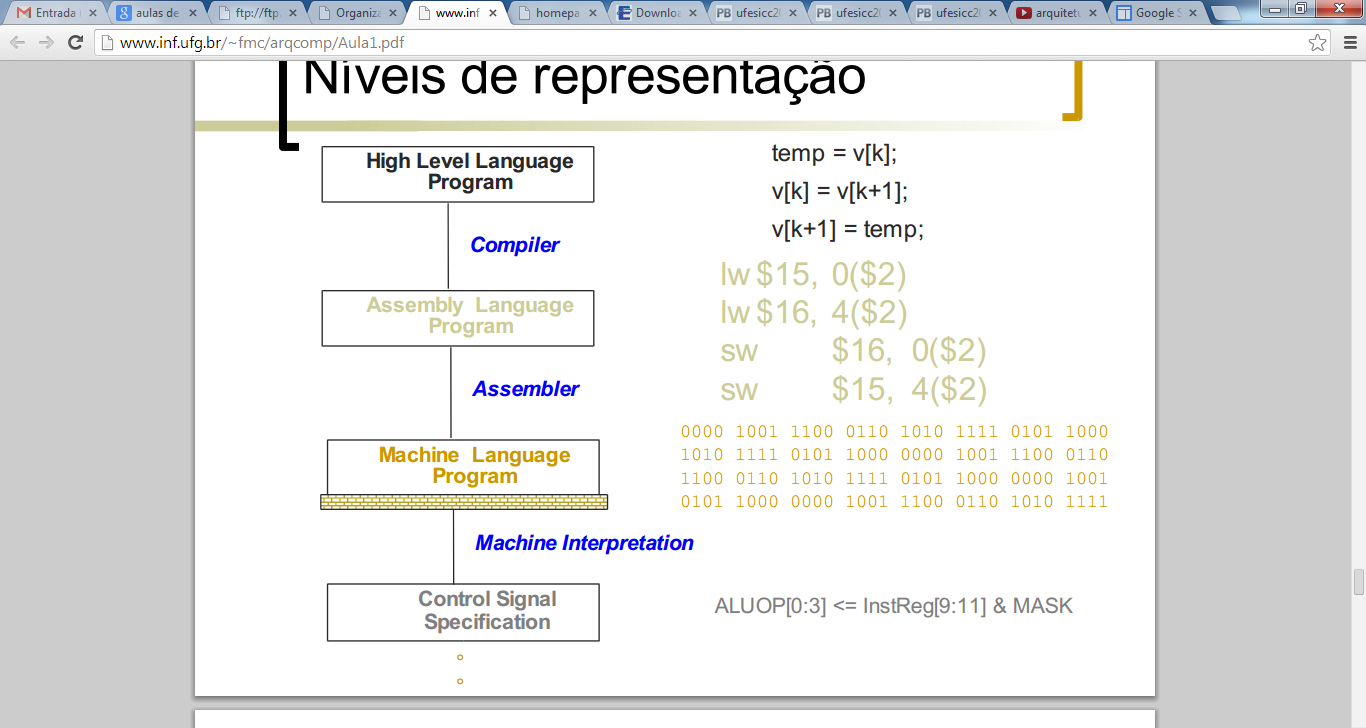 Entrada
aulas de
ftp://ftp.
Organiza
www.inf
homepa
Downlo
PB ufesicc2
PB ufesicc2
PB ufesicc2
arquitet
Google S
www.inf.ufg.br/~fmc/arqcomp/Aula1.pdf
Níveis de representação
High Level Language
Program
temp = v[k];
v[k] = v[k+1];
v[k+1] = temp;
Compiler
Assembly Language
Program
lw $15, 0($2)
lw $16, 4($2)
sw $16, 0($2)
sw $15, 4($2)
Assembler
Machine Language
Program
0000 1001 1100 0110 1010 1111 0101 1000
1010 1111 0101 1000 0000 1001 1100 0110
1100 0110 1010 1111 0101 1000 0000 1001
0101 1000 0000 1001 1100 0110 1010 1111
Machine Interpretation
Control Signal
Specification
ALUOP[0:3] <= InstReg[9:11] & MASK